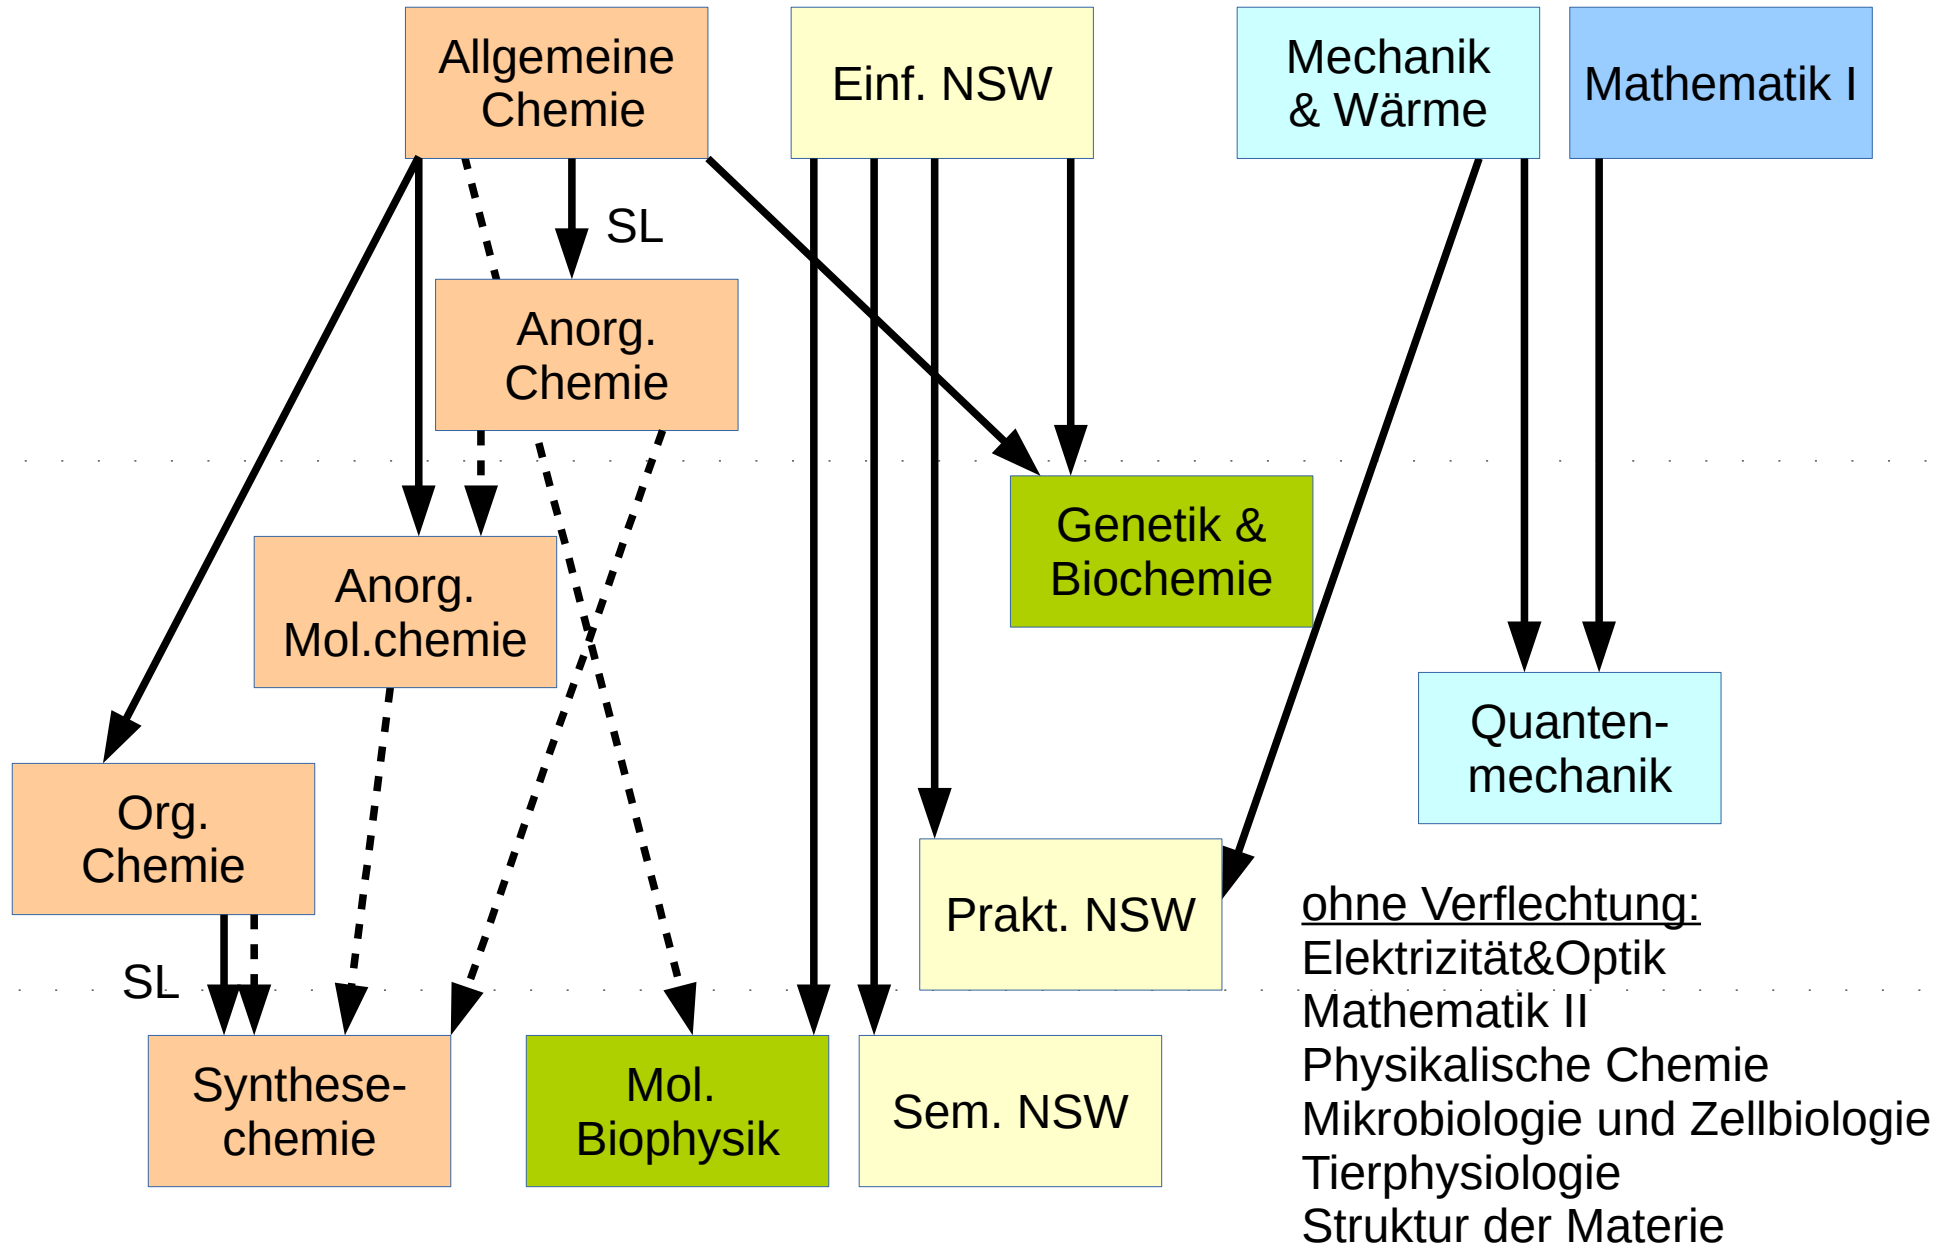 Allgemeine
Chemie
Einf. NSW
Mechanik
& Wärme
Mathematik I
SL
Anorg.
Chemie
Genetik &
Biochemie
Anorg.
Mol.chemie
Quanten-
mechanik
Org.
Chemie
Prakt. NSW
SL
Synthese-
chemie
Mol.
Biophysik
Sem. NSW
ohne Verflechtung:
Elektrizität&Optik
Mathematik II
Physikalische Chemie
Mikrobiologie und Zellbiologie
Tierphysiologie
Struktur der Materie